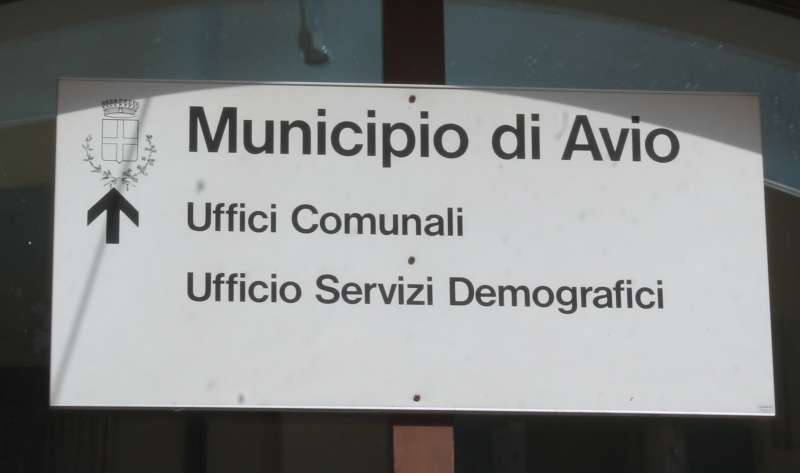 Municipio di Avio
Uffici Comunali
Ufficio Servizi Demografici